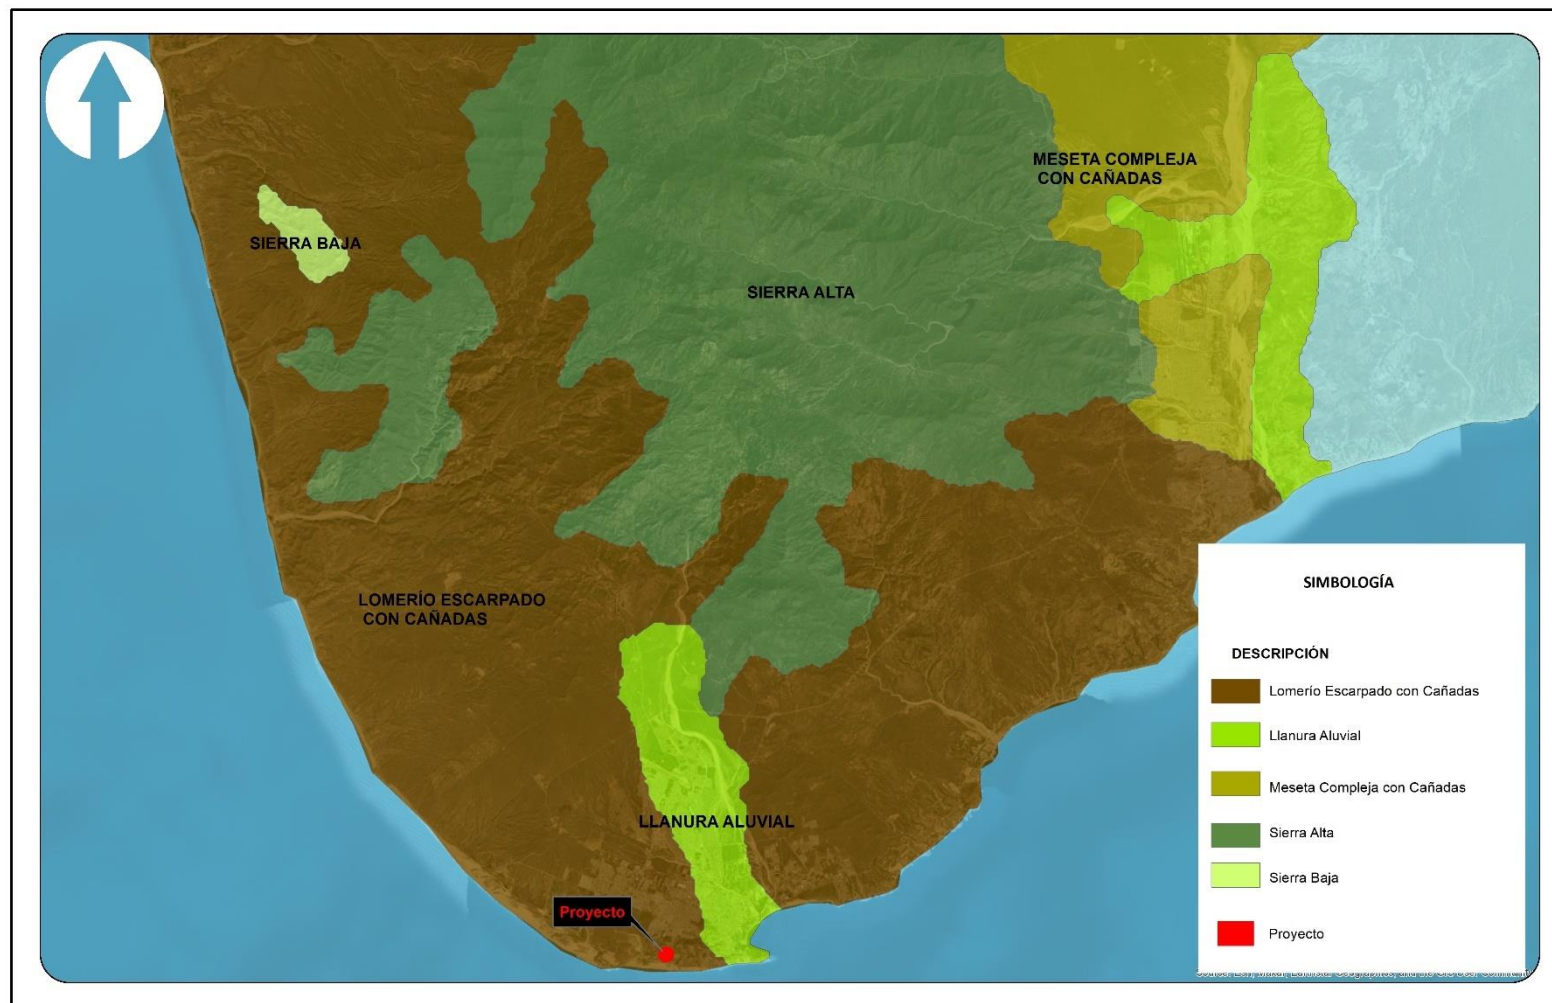 MESETA COMPLEJA
CON CAÑADAS
SIERRA BAJA
SIERRA ALTA
LOMERÍO ESCARPADO
CON CAÑADAS
LLANURA ALUVIAL
Proyecto
SIMBOLOGÍA
DESCRIPCIÓN
Lomerío Escarpado con Cañadas
Llanura Aluvial
Meseta Compleja con Cañadas
Sierra Alta
Sierra Baja
Proyecto